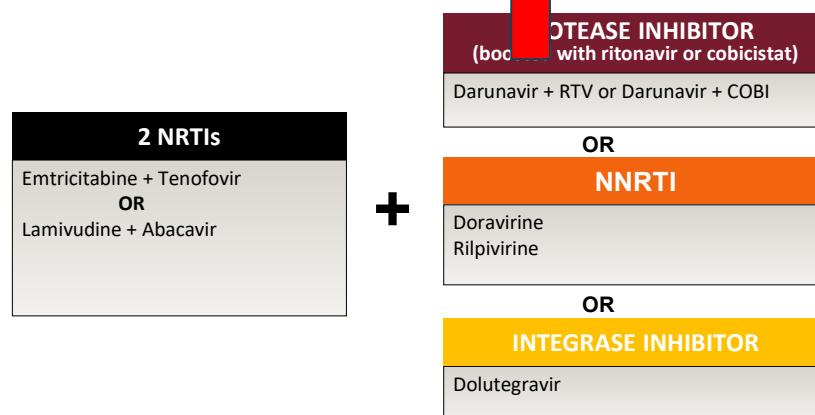 2 NRTIs
Emtricitabine + Tenofovir
OR
Lamivudine + Abacavir
+
OTEASE INHIBITOR
with ritonavir or cobicistat)
Darunavir + RTV or Darunavir + COBI
OR
NNRTI
Doravirine
Rilpivirine
OR
INTEGRASE INHIBITOR
Dolutegravir